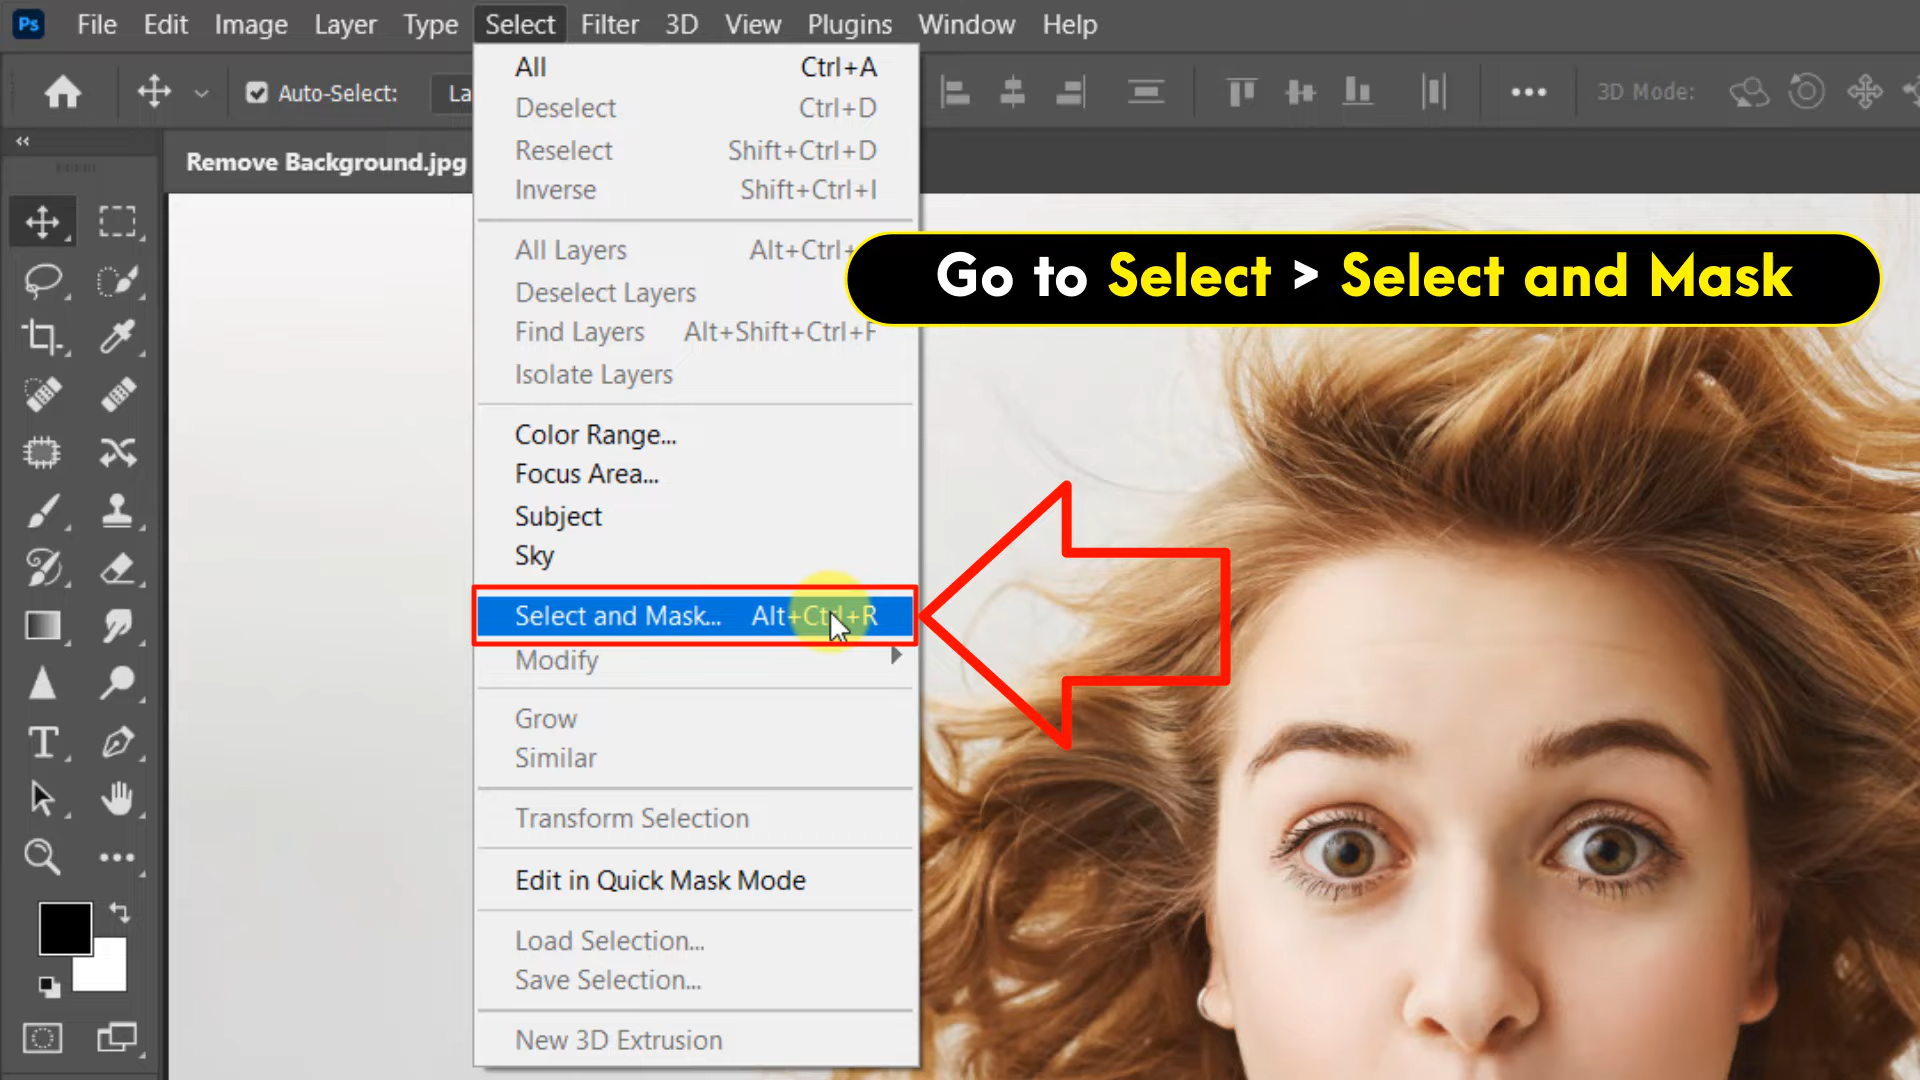 Ps File Edit Image Layer Type Select Filter 3D View Plugins Window Help
Auto-Select: La
3D Mode:
Remove Background.jpg
All Ctrl+A
Deselect Ctrl+D
Reselect Shift+Ctrl+D
Inverse Shift+Ctrl+I
All Layers Alt+Ctrl+
Deselect Layers
Find Layers Alt+Shift+Ctrl+F
Isolate Layers
Go to Select > Select and Mask
Color Range...
Focus Area...
Subject
Sky
Select and Mask... Alt+Ctrl+R
Modify
Grow
Similar
Transform Selection
Edit in Quick Mask Mode
Load Selection...
Save Selection...
New 3D Extrusion